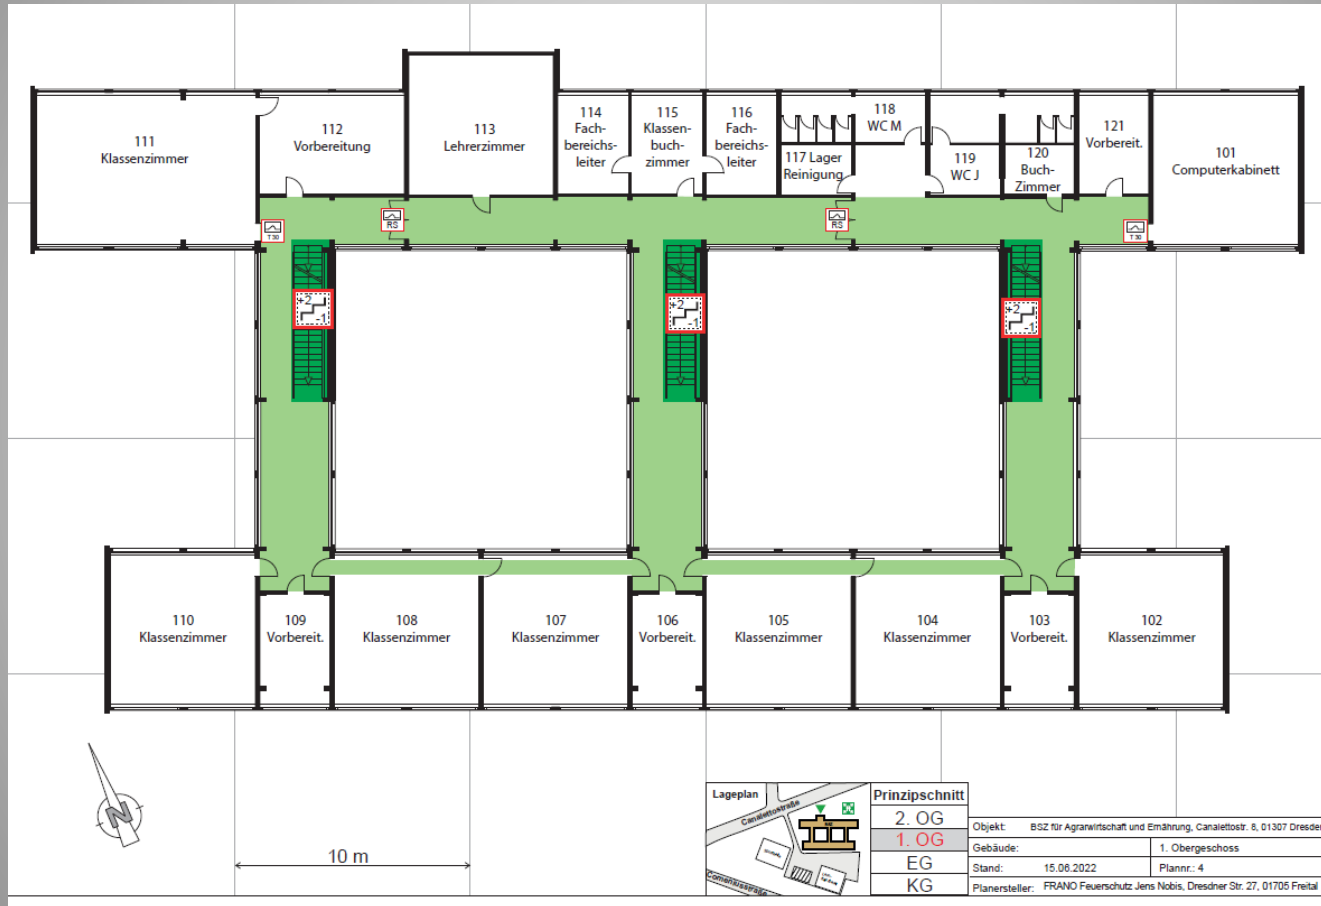 111
Klassenzimmer
112
Vorbereitung
113
Lehrerzimmer
114
Fach-
bereichs-
leiter
115
Klassen-
buch-
zimmer
116
Fach-
bereichs-
leiter
117 Lager
Reinigung
118
WC M
119
WC J
120
Buch-
Zimmer
121
Vorbereit.
101
Computerkabinett
T30
RS
RS
T30
+2
-1
+2
-1
+2
-1
110
Klassenzimmer
109
Vorbereit.
108
Klassenzimmer
107
Klassenzimmer
106
Vorbereit.
105
Klassenzimmer
104
Klassenzimmer
103
Vorbereit.
102
Klassenzimmer
N
10 m
Lageplan
Canalettostraße
Comeniusstraße
Prinzipschnitt
2. OG
1. OG
EG
KG
Objekt: BSZ für Agrarwirtschaft und Ernährung, Canalettostr. 8, 01307 Dresden
Gebäude: 1. Obergeschoss
Stand: 15.06.2022 Plannr.: 4
Planersteller: FRANO Feuerschutz Jens Nobis, Dresdner Str. 27, 01705 Freital